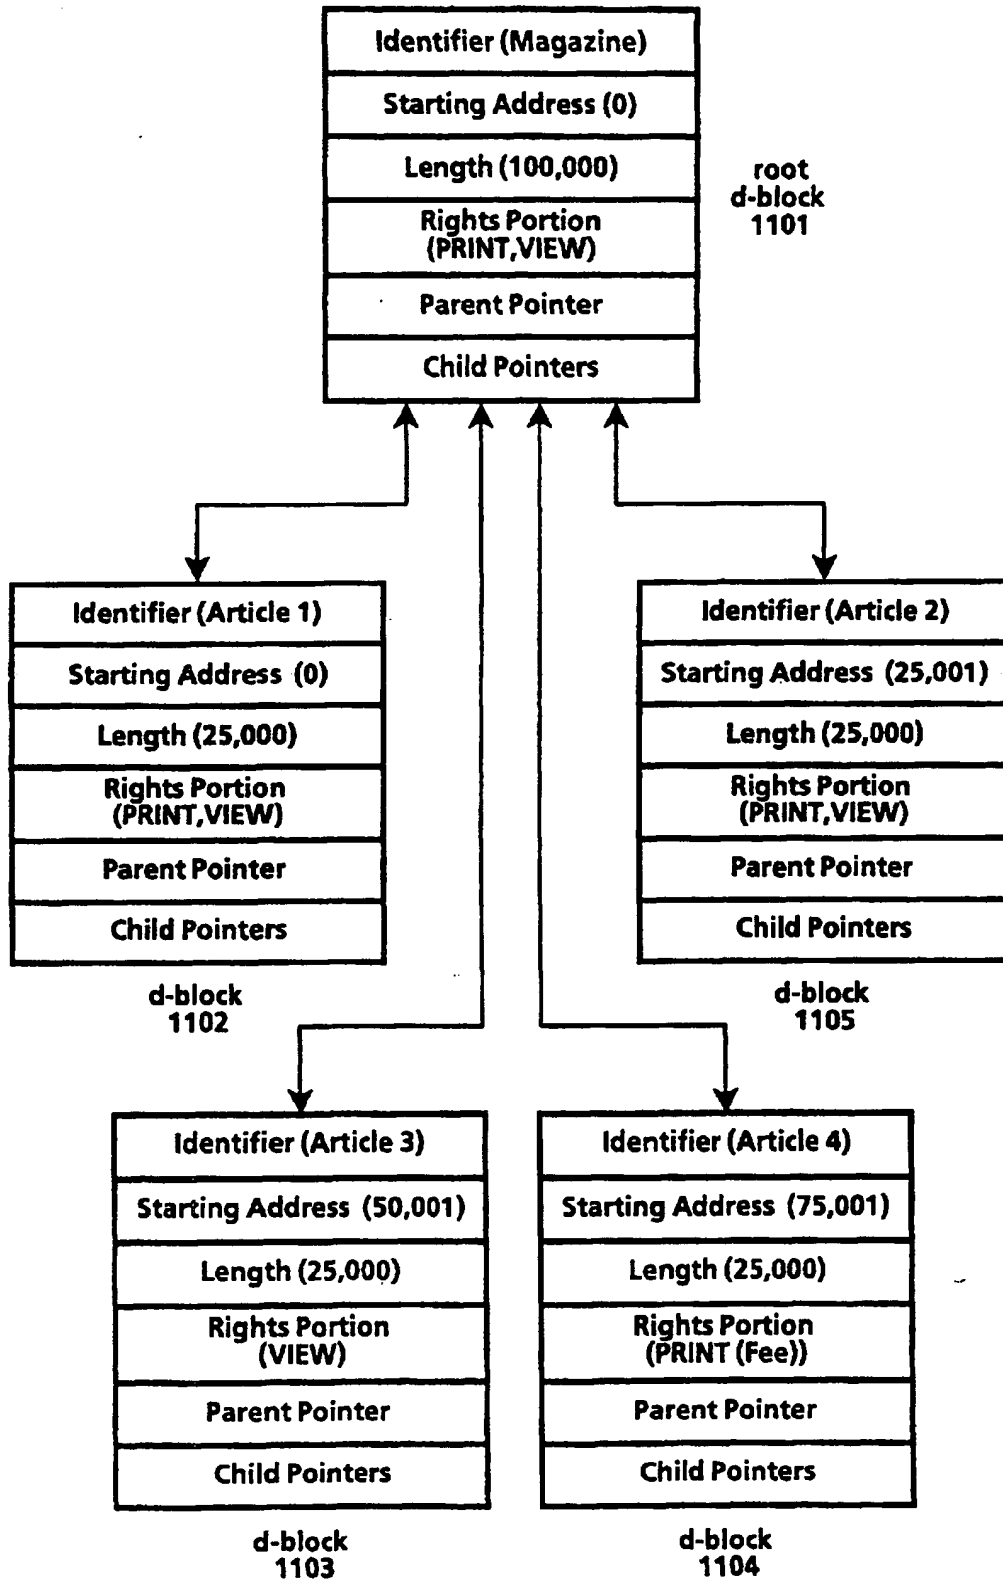 Identifier (Magazine)
Starting Address (0)
Length (100,000)
Rights Portion
(PRINT,VIEW)
Parent Pointer
Child Pointers
root
d-block
1101
Identifier (Article 1)
Starting Address (0)
Length (25,000)
Rights Portion
(PRINT,VIEW)
Parent Pointer
Child Pointers
d-block
1102
Identifier (Article 2)
Starting Address (25,001)
Length (25,000)
Rights Portion
(PRINT,VIEW)
Parent Pointer
Child Pointers
d-block
1105
Identifier (Article 3)
Starting Address (50,001)
Length (25,000)
Rights Portion
(VIEW)
Parent Pointer
Child Pointers
d-block
1103
Identifier (Article 4)
Starting Address (75,001)
Length (25,000)
Rights Portion
(PRINT (Fee))
Parent Pointer
Child Pointers
d-block
1104